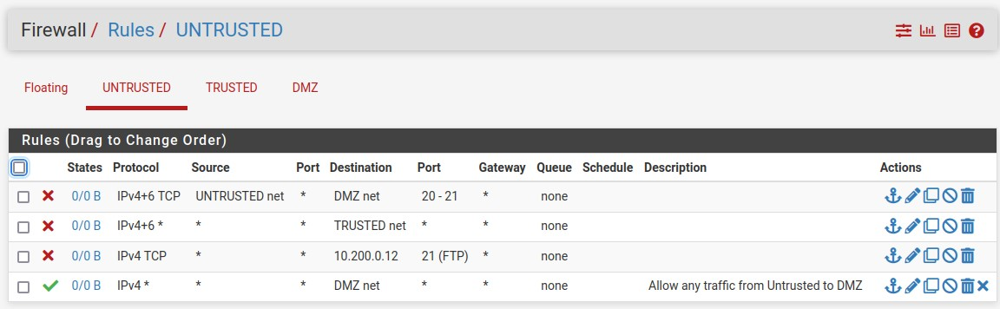 Firewall / Rules / UNTRUSTED
Floating UNTRUSTED TRUSTED DMZ
Rules (Drag to Change Order)
States Protocol Source Port Destination Port Gateway Queue Schedule Description Actions
0/0 B IPv4+6 TCP UNTRUSTED net * DMZ net 20 - 21 * none
0/0 B IPv4+6 * * * TRUSTED net * * none
0/0 B IPv4 TCP * * 10.200.0.12 21 (FTP) * none
0/0 B IPv4 * * * DMZ net * * none Allow any traffic from Untrusted to DMZ